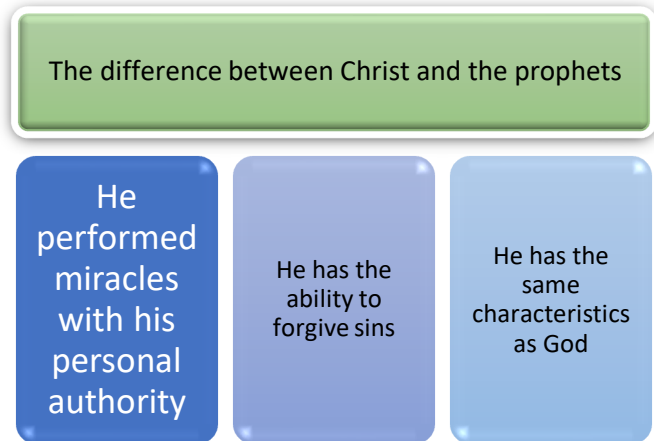 The difference between Christ and the prophets
He
performed
miracles
with his
personal
authority
He has the
ability to
forgive sins
He has the
same
characteristics
as God